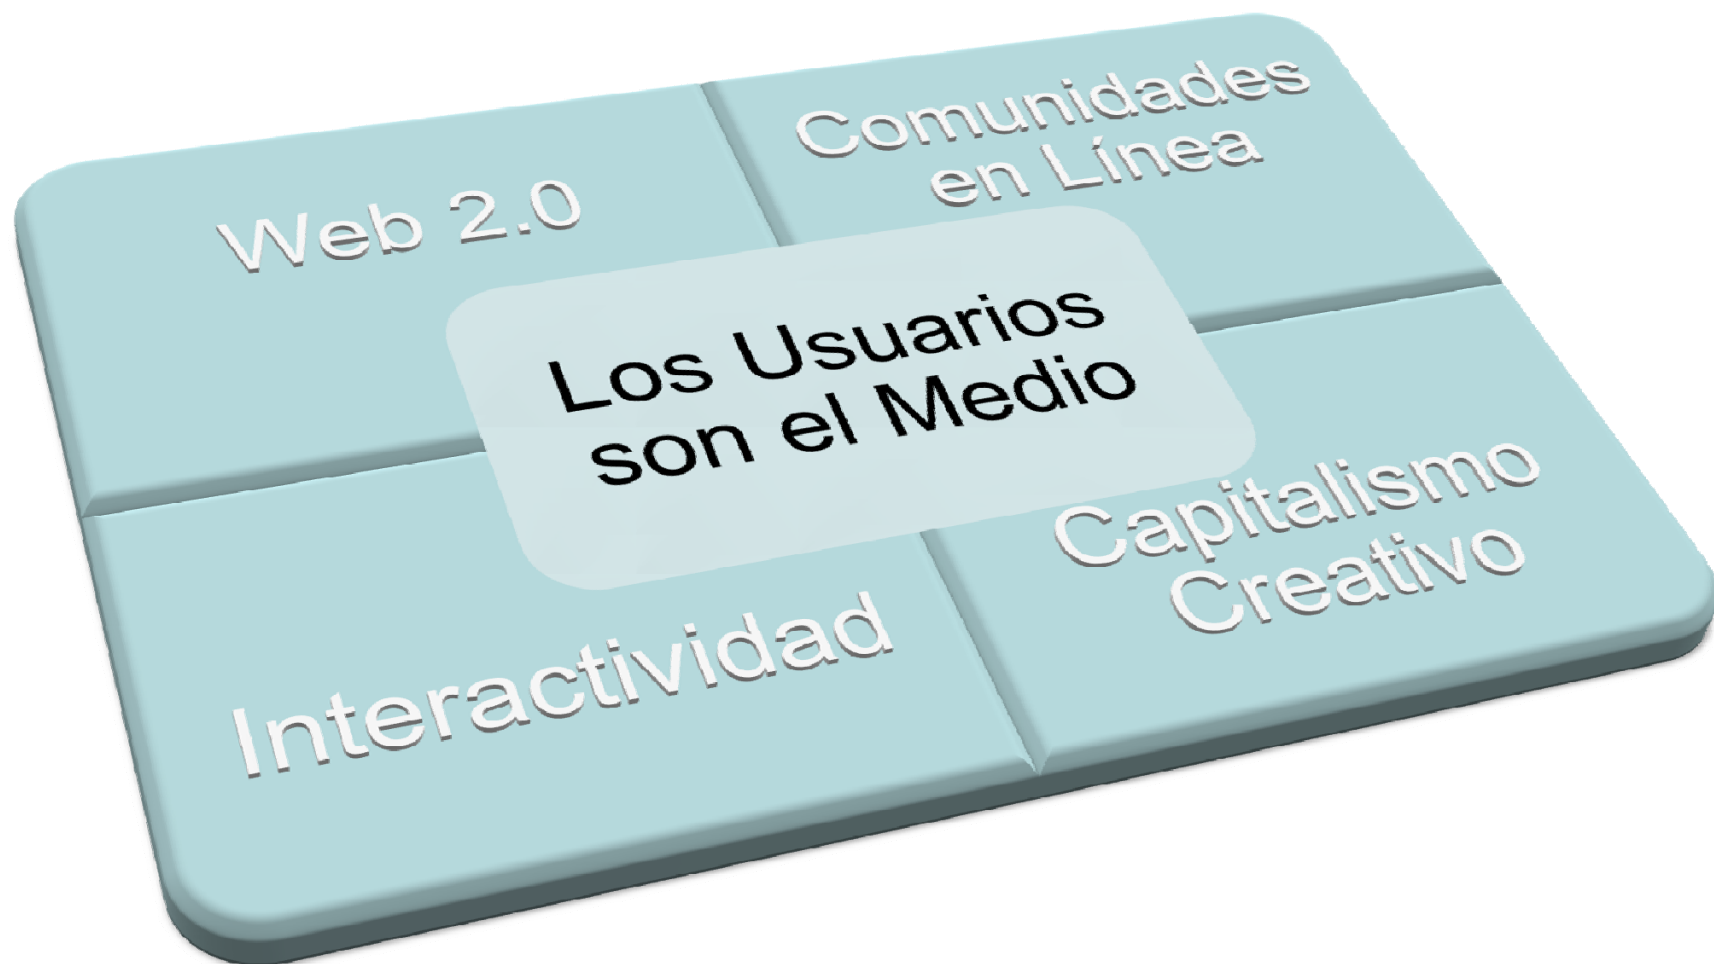 Web 2.0
Comunidades
en Línea
Los Usuarios
son el Medio
Interactividad
Capitalismo
Creativo